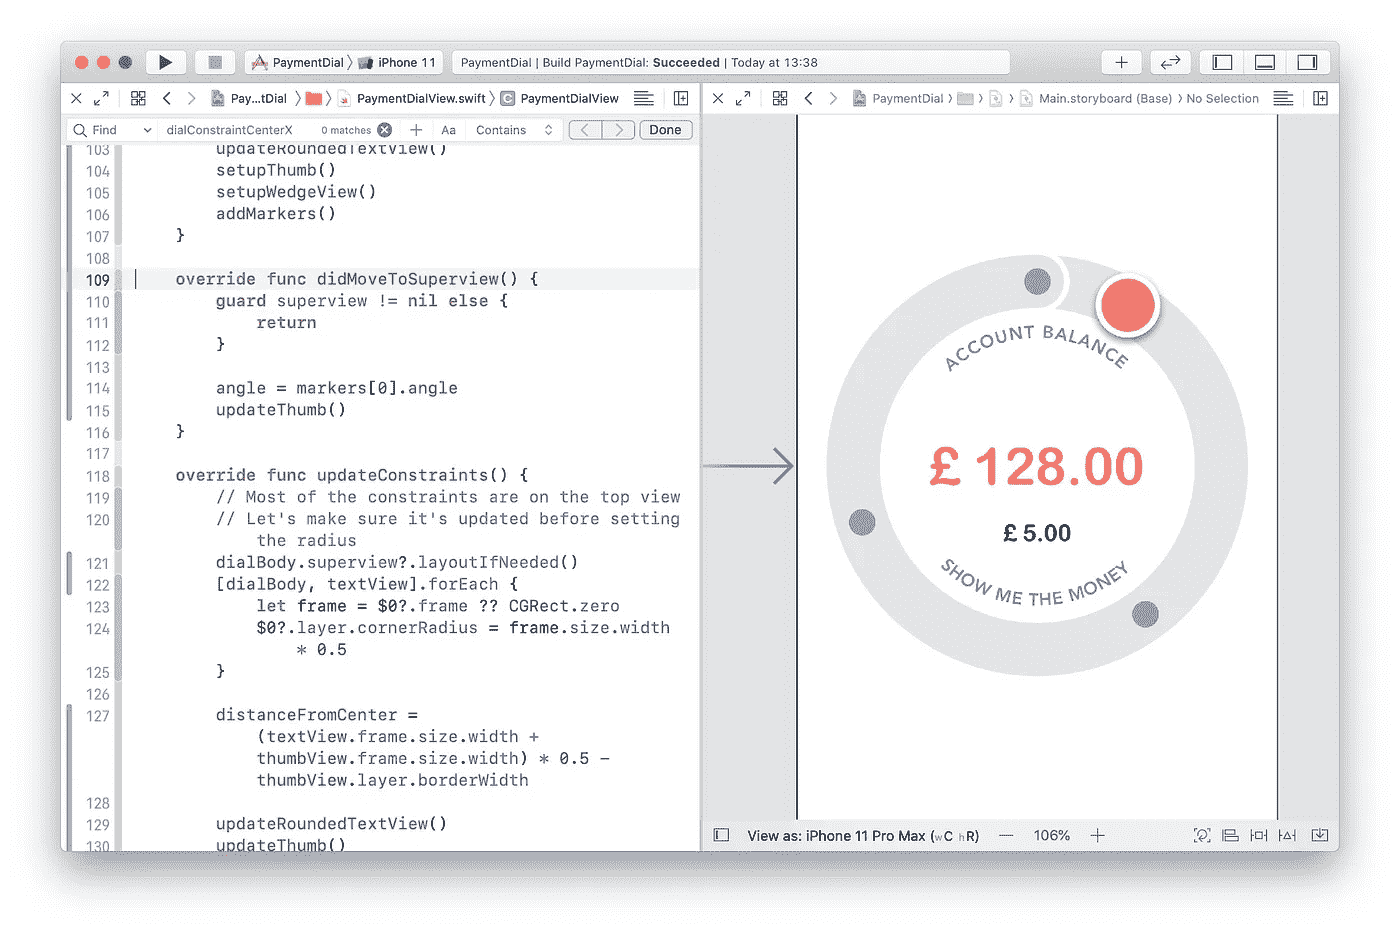 PaymentDial 〉 iPhone 11
PaymentDial | Build PaymentDial: Succeeded | Today at 13:38
Pay...tDial 〉 〉 PaymentDialView.swift 〉 C PaymentDialView
PaymentDial 〉 〉 〉 Main.storyboard (Base) 〉 No Selection
Find dialConstraintCenterX 0 matches Aa Contains Done
103 updateRoundedTextView()
104 setupThumb()
105 setupWedgeView()
106 addMarkers()
107 }
108
109 override func didMoveToSuperview() {
110 guard superview != nil else {
111 return
112 }
113
114 angle = markers[0].angle
115 updateThumb()
116 }
117
118 override func updateConstraints() {
119 // Most of the constraints are on the top view
120 // Let's make sure it's updated before setting
the radius
121 dialBody.superview?.layoutIfNeeded()
122 [dialBody, textView].forEach {
123 let frame = $0?.frame ?? CGRect.zero
124 $0?.layer.cornerRadius = frame.size.width
* 0.5
125 }
126
127 distanceFromCenter =
(textView.frame.size.width +
thumbView.frame.size.width) * 0.5 -
thumbView.layer.borderWidth
128
129 updateRoundedTextView()
130 updateThumb()
ACCOUNT BALANCE
£ 128.00
£ 5.00
SHOW ME THE MONEY
View as: iPhone 11 Pro Max (wC hR) — 106% +